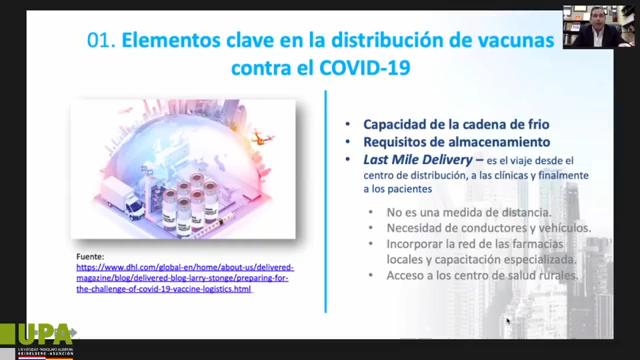 01. Elementos clave en la distribución de vacunas
contra el COVID-19
• Capacidad de la cadena de frio
• Requisitos de almacenamiento
• Last Mile Delivery – es el viaje desde el
centro de distribución, a las clínicas y finalmente
a los pacientes
• No es una medida de distancia.
• Necesidad de conductores y vehículos.
• Incorporar la red de las farmacias
locales y capacitación especializada.
• Acceso a los centro de salud rurales.
Fuente:
https://www.dhl.com/global-en/home/about-us/delivered-
magazine/blog/delivered-blog-larry-stonge/preparing-for-
the-challenge-of-covid-19-vaccine-logistics.html
UPA
HEIDELBERG - ASUNCIÓN